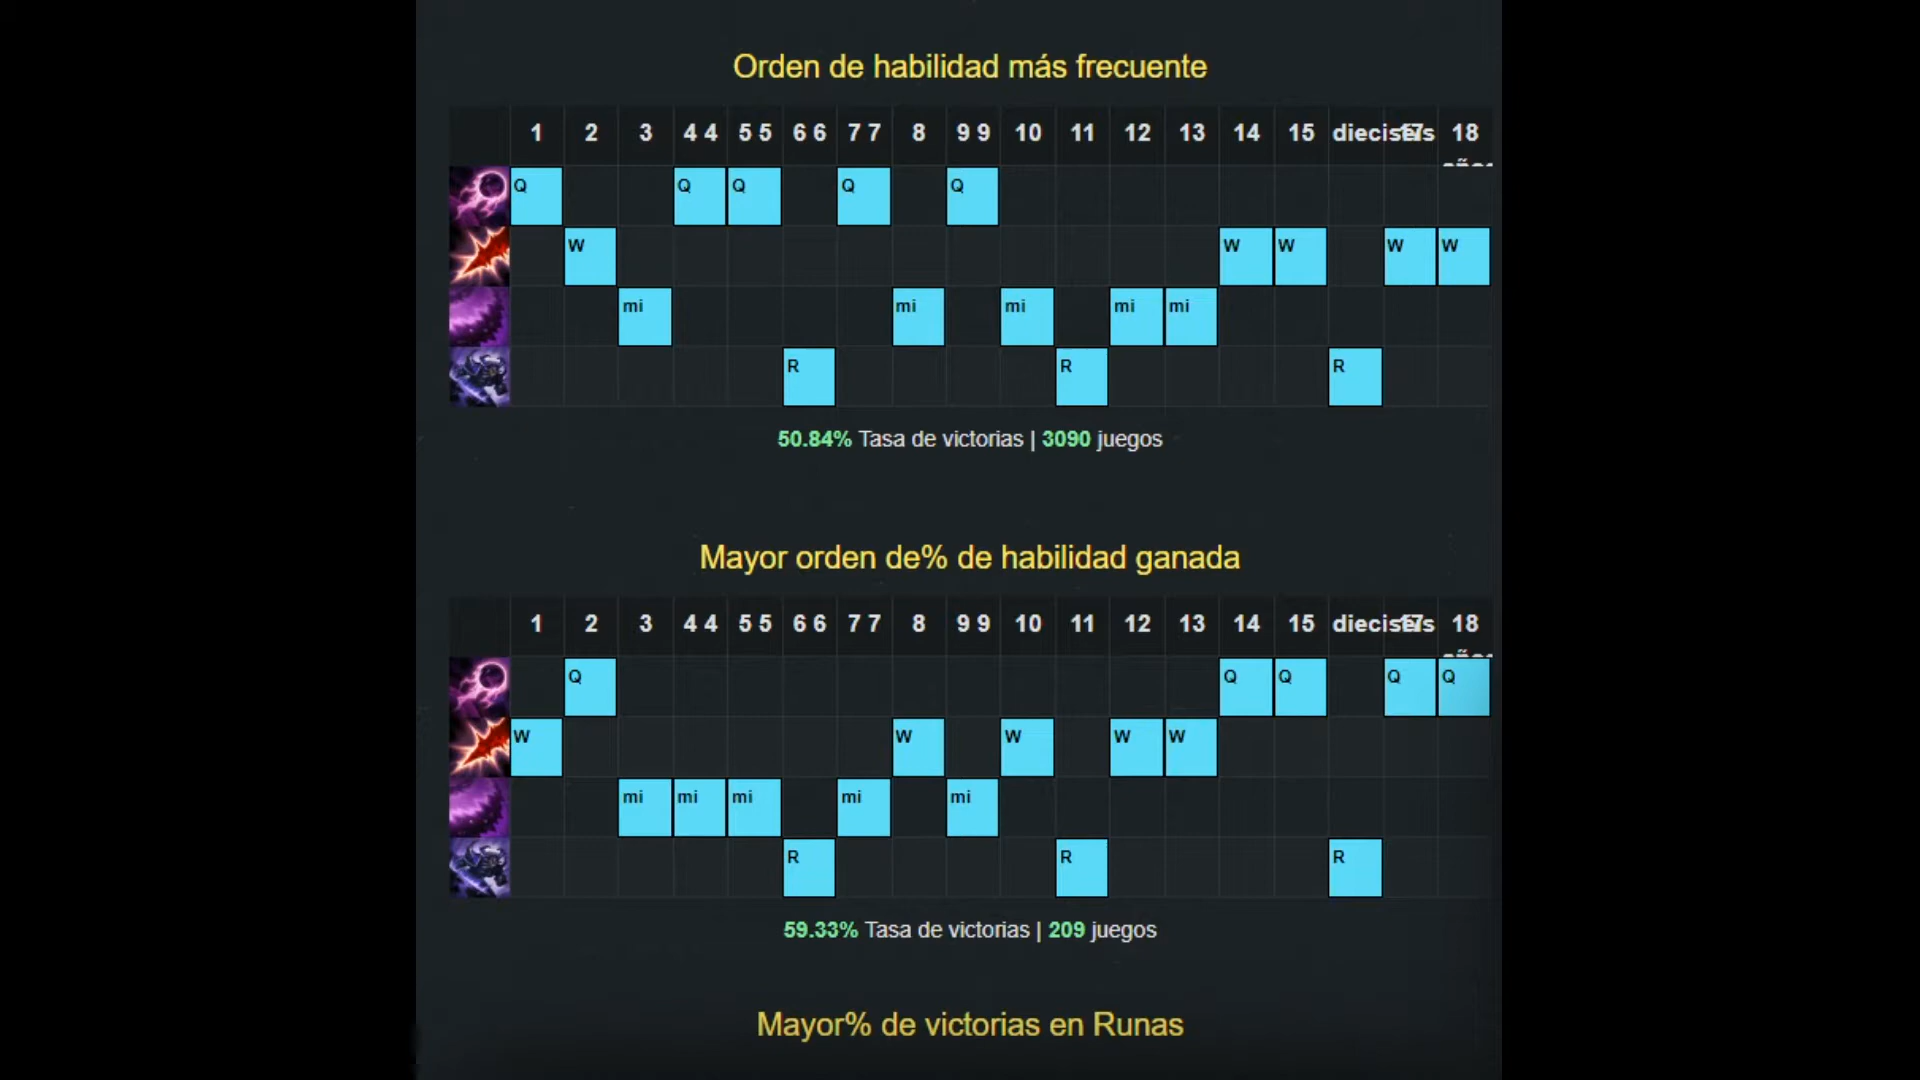 Orden de habilidad más frecuente
1 2 3 4 4 5 5 6 6 7 7 8 9 9 10 11 12 13 14 15 dieciséis 17 18
Q Q Q Q Q
W W W W W
mi mi mi mi mi
R R R
50.84% Tasa de victorias | 3090 juegos
Mayor orden de% de habilidad ganada
1 2 3 4 4 5 5 6 6 7 7 8 9 9 10 11 12 13 14 15 dieciséis 17 18
Q Q Q Q Q
W W W W W
mi mi mi mi mi
R R R
59.33% Tasa de victorias | 209 juegos
Mayor% de victorias en Runas